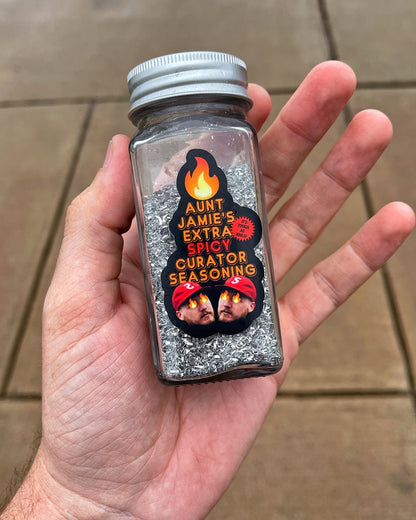 AUNT
JAMIE'S
EXTRA
SPICY
CURATOR
SEASONING